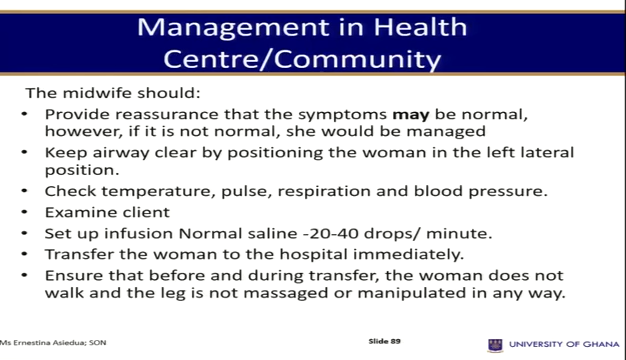 Management in Health
Centre/Community
The midwife should:
• Provide reassurance that the symptoms may be normal,
however, if it is not normal, she would be managed
• Keep airway clear by positioning the woman in the left lateral
position.
• Check temperature, pulse, respiration and blood pressure.
• Examine client
• Set up infusion Normal saline -20-40 drops/ minute.
• Transfer the woman to the hospital immediately.
• Ensure that before and during transfer, the woman does not
walk and the leg is not massaged or manipulated in any way.
Ms Ernestina Asiedua; SON
Slide 89
UNIVERSITY OF GHANA